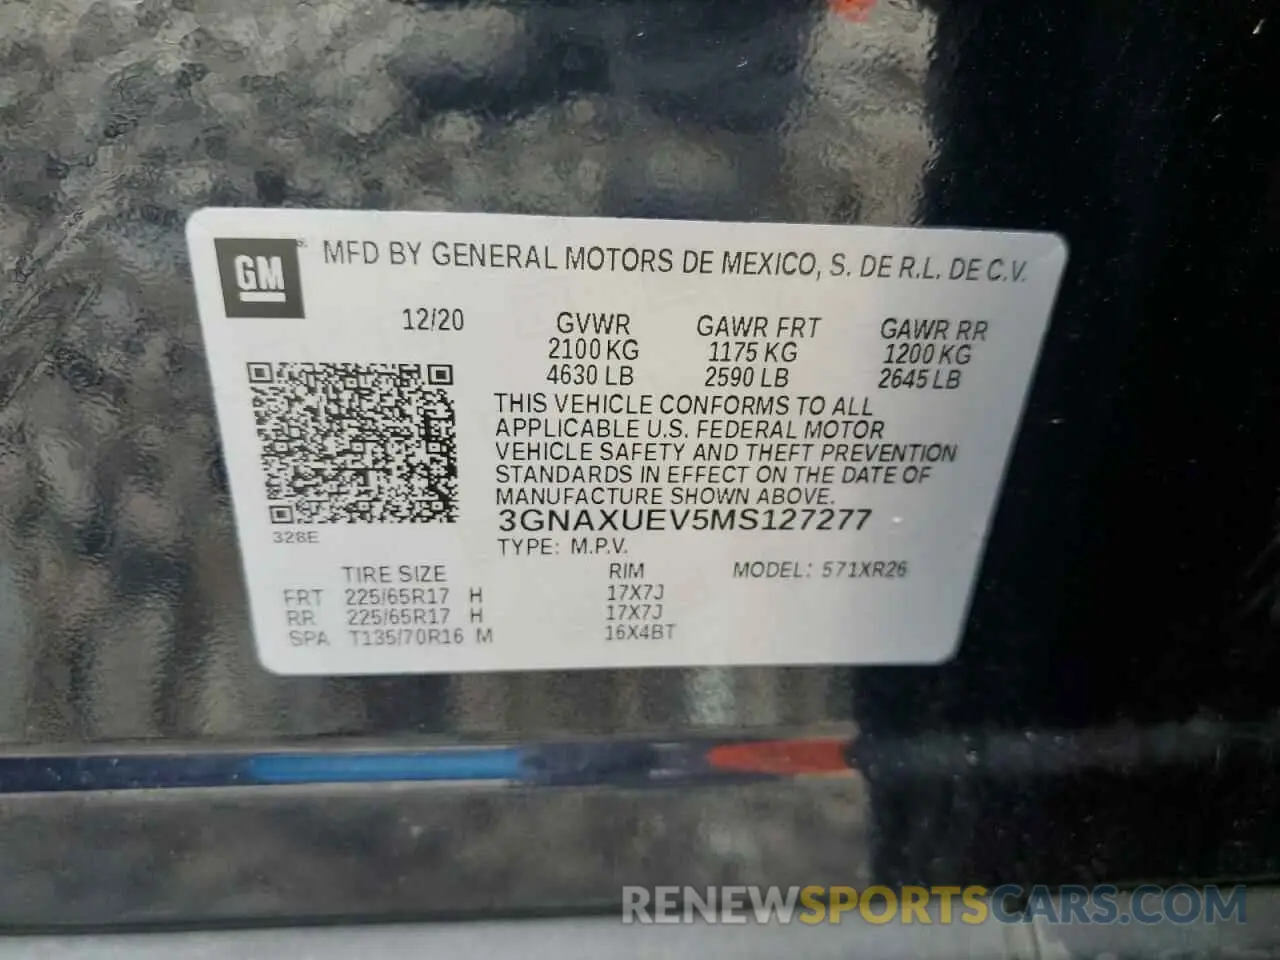 GM
MFD BY GENERAL MOTORS DE MEXICO, S. DE R.L. DE C.V.
12/20 GVWR GAWR FRT GAWR RR
2100 KG 1175 KG 1200 KG
4630 LB 2590 LB 2645 LB
THIS VEHICLE CONFORMS TO ALL
APPLICABLE U.S. FEDERAL MOTOR
VEHICLE SAFETY AND THEFT PREVENTION
STANDARDS IN EFFECT ON THE DATE OF
MANUFACTURE SHOWN ABOVE.
3GNAXUEV5MS127277
328E
TYPE: M.P.V.
TIRE SIZE RIM MODEL: 571XR26
FRT 225/65R17 H 17X7J
RR 225/65R17 H 17X7J
SPA T135/70R16 M 16X4BT
RENEWSPORTSCARS.COM